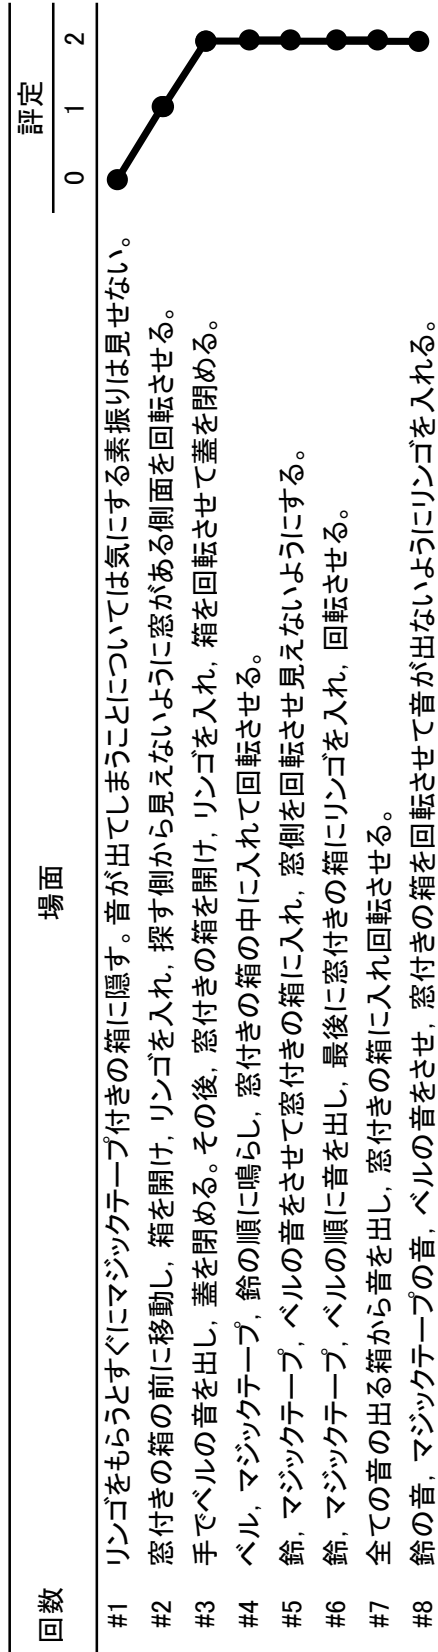 回数 場面 評定
0 1 2
#1 リンゴをもらうとすぐにマジックテープ付きの箱に隠す。音が出てしまうことについては気にする素振りは見せない。
#2 窓付きの箱の前に移動し，箱を開け，リンゴを入れ，探す側から見えないように窓がある側面を回転させる。
#3 手でベルの音を出し，蓋を閉める。その後，窓付きの箱を開け，リンゴを入れ，箱を回転させて蓋を閉める。
#4 ベル，マジックテープ，鈴の順に鳴らし，窓付きの箱の中に入れて回転させる。
#5 鈴，マジックテープ，ベルの音をさせて窓付きの箱に入れ，窓側を回転させ見えないようにする。
#6 鈴，マジックテープ，ベルの順に音を出し，最後に窓付きの箱にリンゴを入れ，回転させる。
#7 全ての音の出る箱から音を出し，窓付きの箱に入れ回転させる。
#8 鈴の音，マジックテープの音，ベルの音をさせ，窓付きの箱を回転させて音が出ないようにリンゴを入れる。